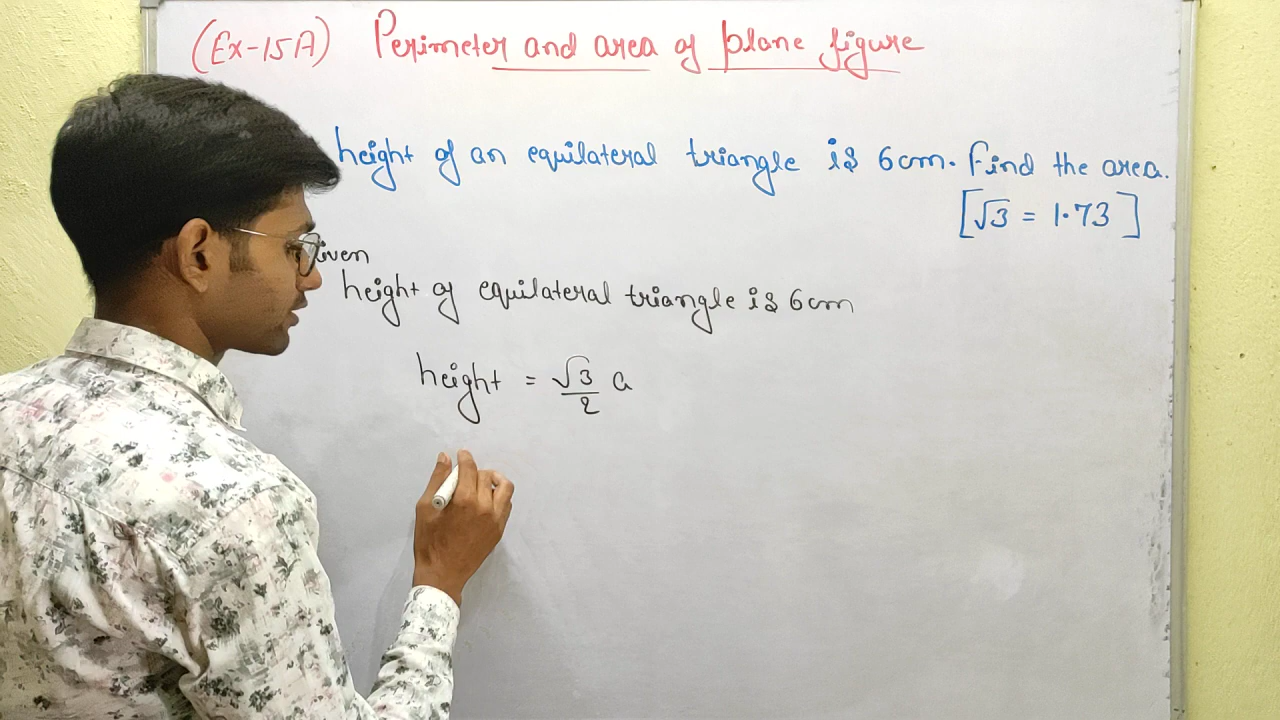 (Ex-15A) Perimeter and area of plane figure
height of an equilateral triangle is 6cm. Find the area.
[√3 = 1.73]
iven
height of equilateral triangle is 6cm
height = √3/2 a